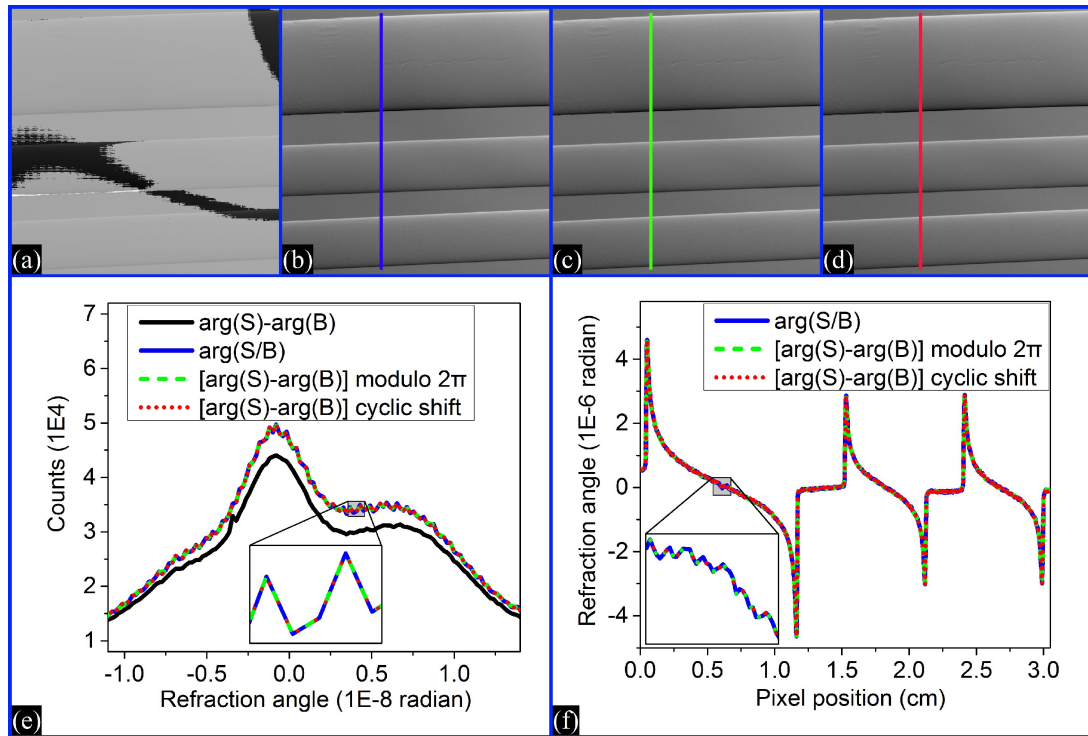 (a)
(b)
(c)
(d)
7
6
5
4
3
2
1
Counts (1E4)
arg(S)-arg(B)
arg(S/B)
[arg(S)-arg(B)] modulo 2π
[arg(S)-arg(B)] cyclic shift
-1.0 -0.5 0.0 0.5 1.0
Refraction angle (1E-8 radian)
(e)
4
2
0
-2
-4
Refraction angle (1E-6 radian)
arg(S/B)
[arg(S)-arg(B)] modulo 2π
[arg(S)-arg(B)] cyclic shift
0.0 0.5 1.0 1.5 2.0 2.5 3.0
Pixel position (cm)
(f)